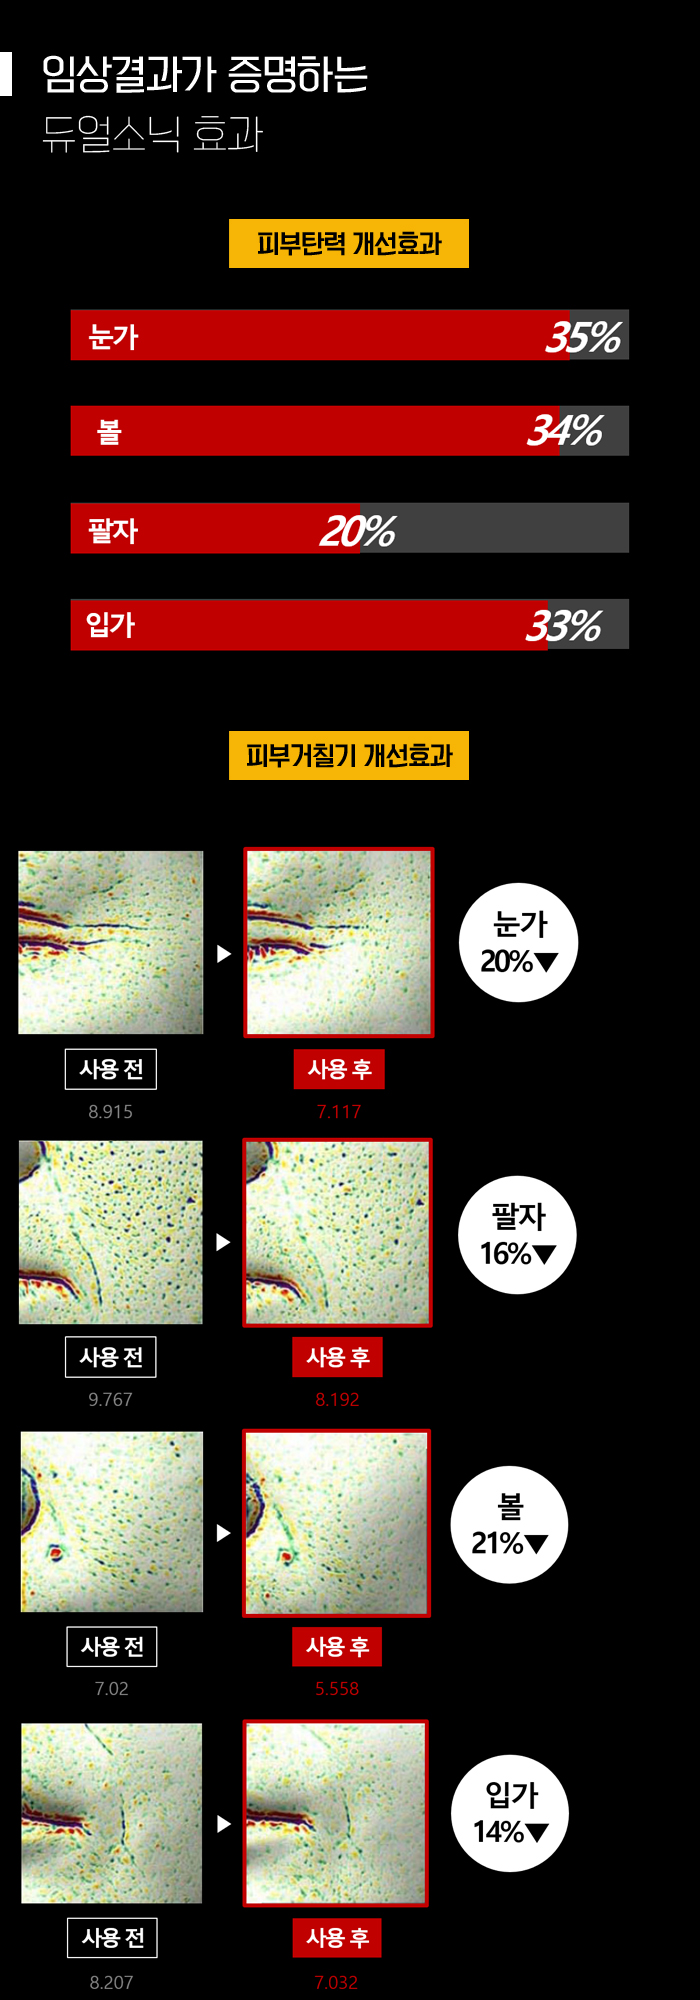 임상결과가 증명하는
듀얼소닉 효과
피부탄력 개선효과
눈가 35%
볼 34%
팔자 20%
입가 33%
피부거칠기 개선효과
눈가
20%▼
사용 전
사용 후
8.915
7.117
팔자
16%▼
사용 전
사용 후
9.767
8.192
볼
21%▼
사용 전
사용 후
7.02
5.558
입가
14%▼
사용 전
사용 후
8.207
7.032